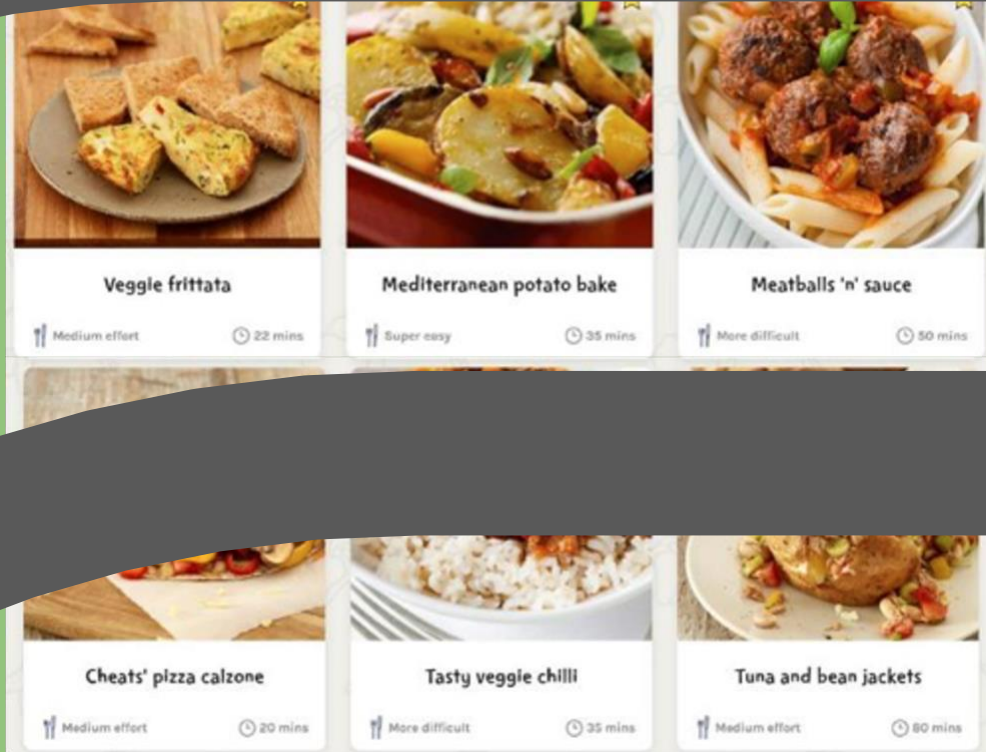 Veggie frittata
Mediterranean potato bake
Meatballs 'n' sauce
Medium effort
22 mins
Super easy
35 mins
More difficult
50 mins
Cheats' pizza calzone
Tasty veggie chilli
Tuna and bean jackets
Medium effort
20 mins
More difficult
35 mins
Medium effort
80 mins